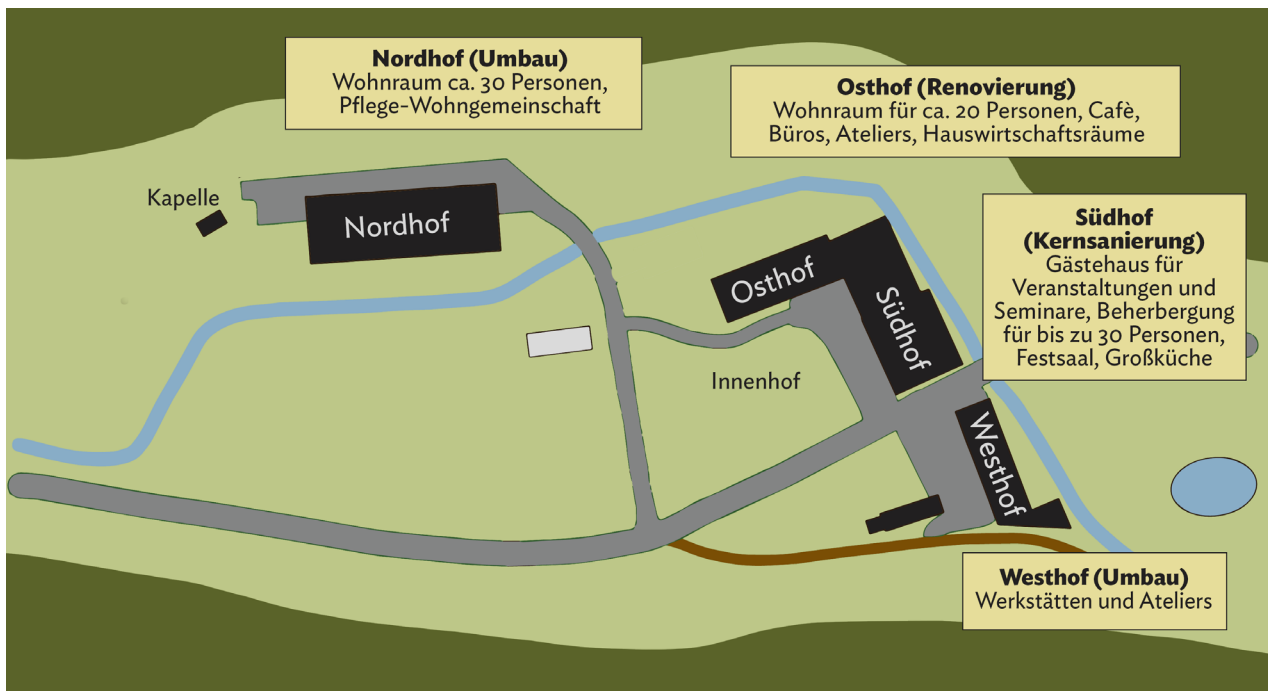 Nordhof (Umbau)
Wohnraum ca. 30 Personen,
Pflege-Wohngemeinschaft
Osthof (Renovierung)
Wohnraum für ca. 20 Personen, Cafè,
Büros, Ateliers, Hauswirtschaftsräume
Kapelle
Nordhof
Südhof
(Kernsanierung)
Gästehaus für
Veranstaltungen und
Seminare, Beherbergung
für bis zu 30 Personen,
Festsaal, Großküche
Osthof
Südhof
Innenhof
Westhof
Westhof (Umbau)
Werkstätten und Ateliers